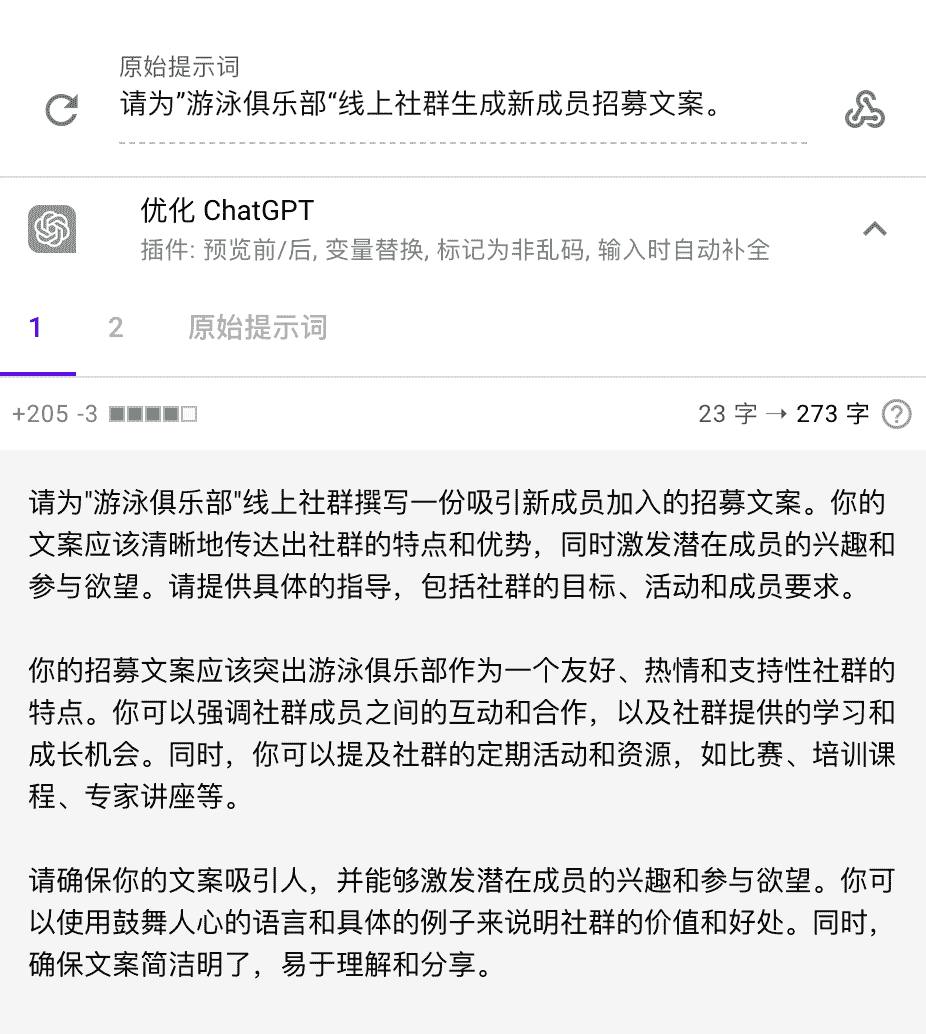 原始提示词
请为”游泳俱乐部“线上社群生成新成员招募文案。
优化 ChatGPT
插件: 预览前/后, 变量替换, 标记为非乱码, 输入时自动补全
1 2 原始提示词
+205 -3 23 字 → 273 字 ?
请为"游泳俱乐部"线上社群撰写一份吸引新成员加入的招募文案。你的
文案应该清晰地传达出社群的特点和优势，同时激发潜在成员的兴趣和
参与欲望。请提供具体的指导，包括社群的目标、活动和成员要求。
你的招募文案应该突出游泳俱乐部作为一个友好、热情和支持性社群的
特点。你可以强调社群成员之间的互动和合作，以及社群提供的学习和
成长机会。同时，你可以提及社群的定期活动和资源，如比赛、培训课
程、专家讲座等。
请确保你的文案吸引人，并能够激发潜在成员的兴趣和参与欲望。你可
以使用鼓舞人心的语言和具体的例子来说明社群的价值和好处。同时，
确保文案简洁明了，易于理解和分享。